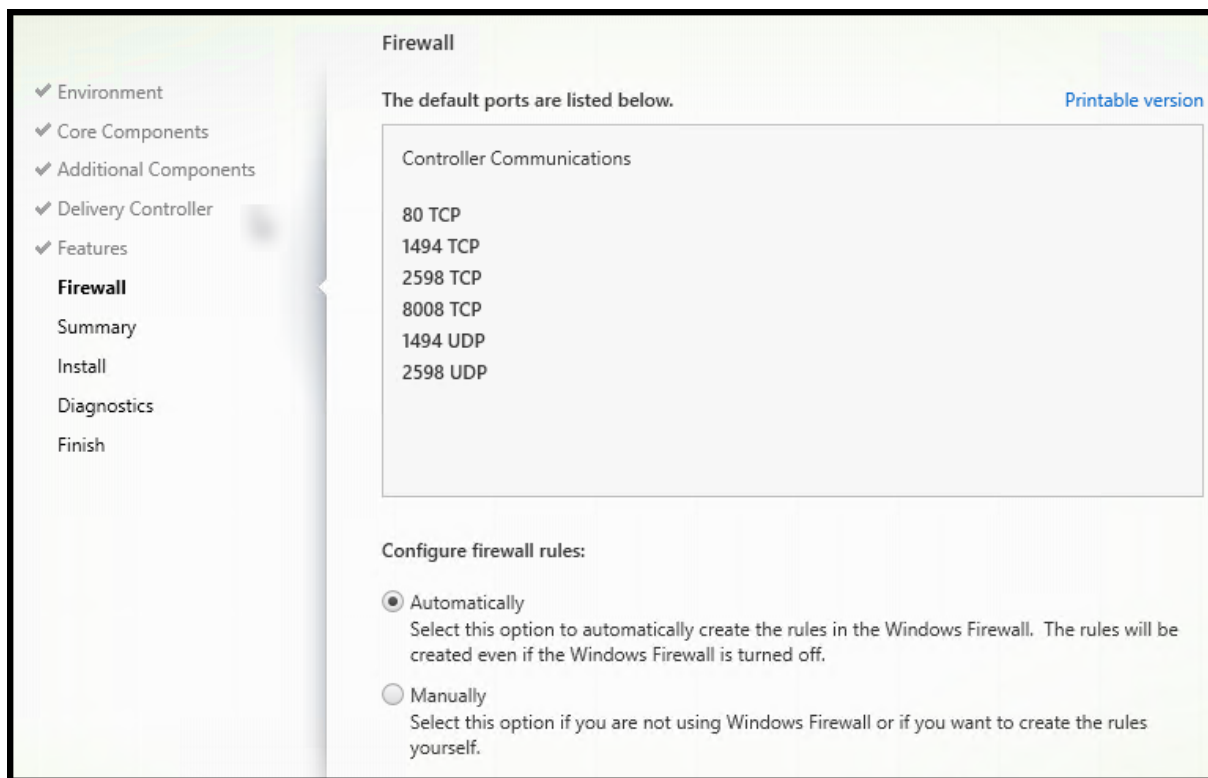 Firewall
Environment
Core Components
Additional Components
Delivery Controller
Features
Firewall
Summary
Install
Diagnostics
Finish
The default ports are listed below.
Printable version
Controller Communications
80 TCP
1494 TCP
2598 TCP
8008 TCP
1494 UDP
2598 UDP
Configure firewall rules:
Automatically
Select this option to automatically create the rules in the Windows Firewall.  The rules will be
created even if the Windows Firewall is turned off.
Manually
Select this option if you are not using Windows Firewall or if you want to create the rules
yourself.